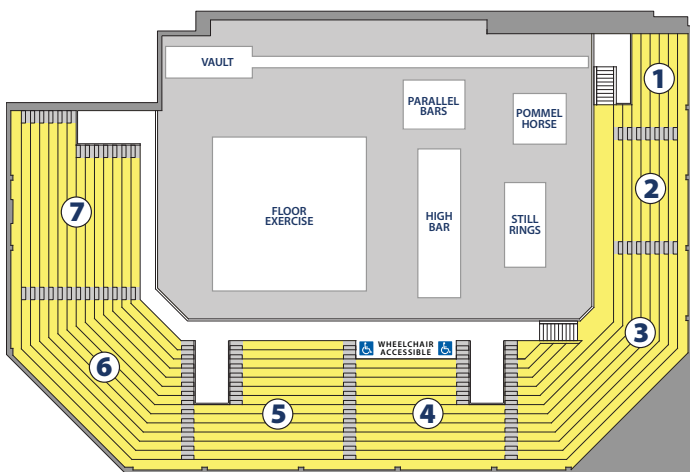 VAULT
PARALLEL
BARS
POMMEL
HORSE
FLOOR
EXERCISE
HIGH
BAR
STILL
RINGS
WHEELCHAIR
ACCESSIBLE
1
2
3
4
5
6
7